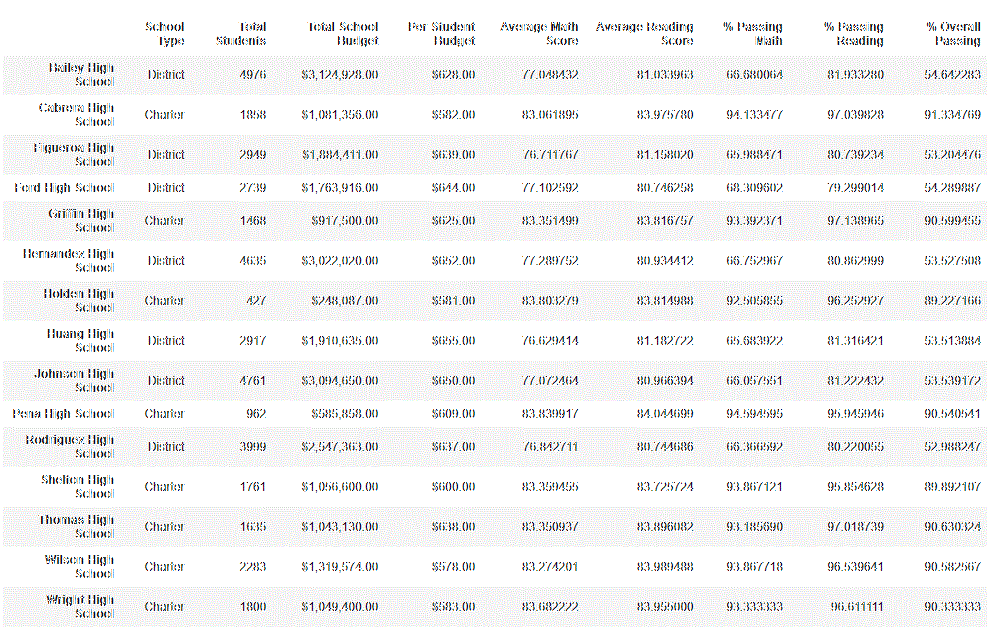 School Type Total Students Total School Budget Per Student Budget Average Math Score Average Reading Score % Passing Math % Passing Reading % Overall Passing
Bailey High School District 4976 $3,124,928.00 $628.00 77.048432 81.033963 66.680064 81.933280 54.642283
Cabrera High School Charter 1858 $1,081,356.00 $582.00 83.061895 83.975780 94.133477 97.039828 91.334769
Figueroa High School District 2949 $1,884,411.00 $639.00 76.711767 81.158020 65.988471 80.739234 53.204476
Ford High School District 2739 $1,763,916.00 $644.00 77.102592 80.746258 68.309602 79.299014 54.289887
Griffin High School Charter 1468 $917,500.00 $625.00 83.351499 83.816757 93.392371 97.138965 90.599455
Hernandez High School District 4635 $3,022,020.00 $652.00 77.289752 80.934412 66.752967 80.862999 53.527508
Holden High School Charter 427 $248,087.00 $581.00 83.803279 83.814988 92.505855 96.252927 89.227166
Huang High School District 2917 $1,910,635.00 $655.00 76.629414 81.182722 65.683922 81.316421 53.513884
Johnson High School District 4761 $3,094,650.00 $650.00 77.072464 80.966394 66.057551 81.222432 53.539172
Pena High School Charter 962 $585,858.00 $609.00 83.839917 84.044699 94.594595 95.945946 90.540541
Rodriguez High School District 3999 $2,547,363.00 $637.00 76.842711 80.744686 66.366592 80.220055 52.988247
Shelton High School Charter 1761 $1,056,600.00 $600.00 83.359455 83.725724 93.867121 95.854628 89.892107
Thomas High School Charter 1635 $1,043,130.00 $638.00 83.350937 83.896082 93.185690 97.018739 90.630324
Wilson High School Charter 2283 $1,319,574.00 $578.00 83.274201 83.989488 93.867718 96.539641 90.582567
Wright High School Charter 1800 $1,049,400.00 $583.00 83.682222 83.955000 93.333333 96.611111 90.333333